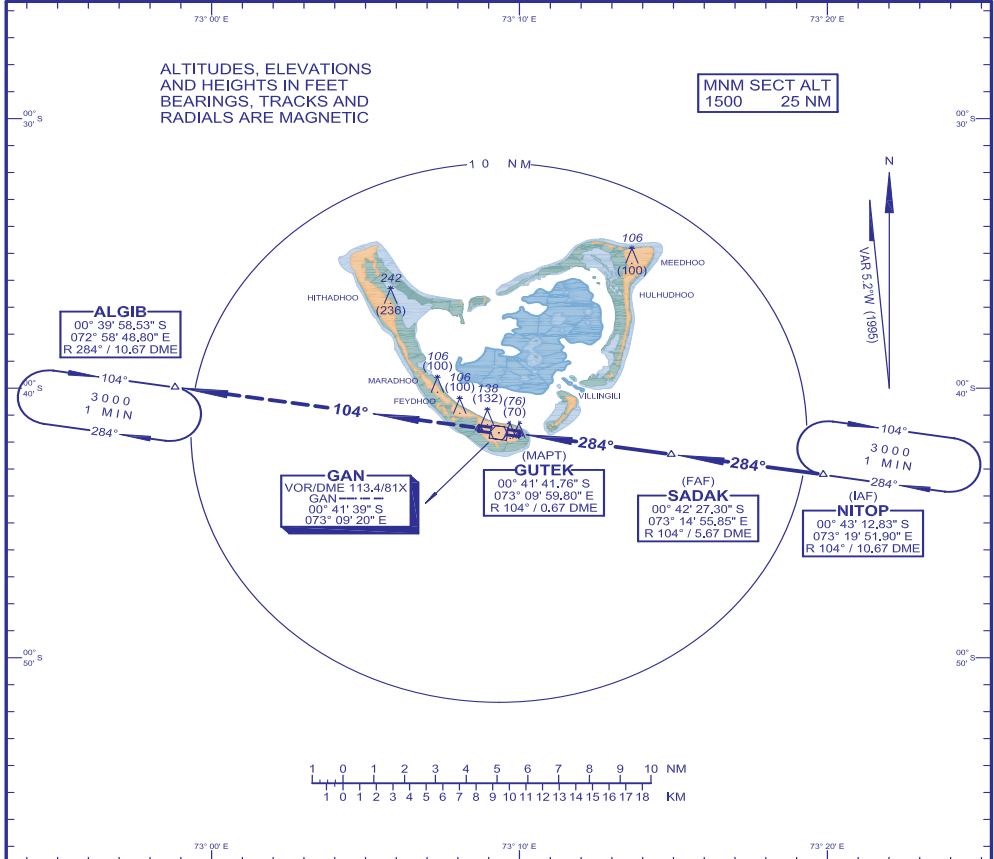 73° 00' E
73° 10' E
73° 20' E
ALTITUDES, ELEVATIONS
AND HEIGHTS IN FEET
BEARINGS, TRACKS AND
RADIALS ARE MAGNETIC
MNM SECT ALT
1500 25 NM
00° S
30'
00° S
30'
10 NM
N
VAR 5.2°W (1995)
106
(100)
MEEDHOO
HULHUDHOO
242
(236)
HITHADHOO
ALGIB
00° 39' 58.53" S
072° 58' 48.80" E
R 284° / 10.67 DME
104°
3000
1 MIN
284°
00° S
40'
00° S
40'
106
(100)
MARADHOO
106
(100)
FEYDHOO
138
(132)
(76)
(70)
VILLINGILI
104°
284°
284°
104°
3000
1 MIN
284°
(MAPT)
GUTEK
00° 41' 41.76" S
073° 09' 59.80" E
R 104° / 0.67 DME
GAN
VOR/DME 113.4/81X
GAN
00° 41' 39" S
073° 09' 20" E
(FAF)
SADAK
00° 42' 27.30" S
073° 14' 55.85" E
R 104° / 5.67 DME
(IAF)
NITOP
00° 43' 12.83" S
073° 19' 51.90" E
R 104° / 10.67 DME
00° S
50'
00° S
50'
1 0 1 2 3 4 5 6 7 8 9 10 NM
1 0 1 2 3 4 5 6 7 8 9 10 11 12 13 14 15 16 17 18 KM
73° 00' E
73° 10' E
73° 20' E